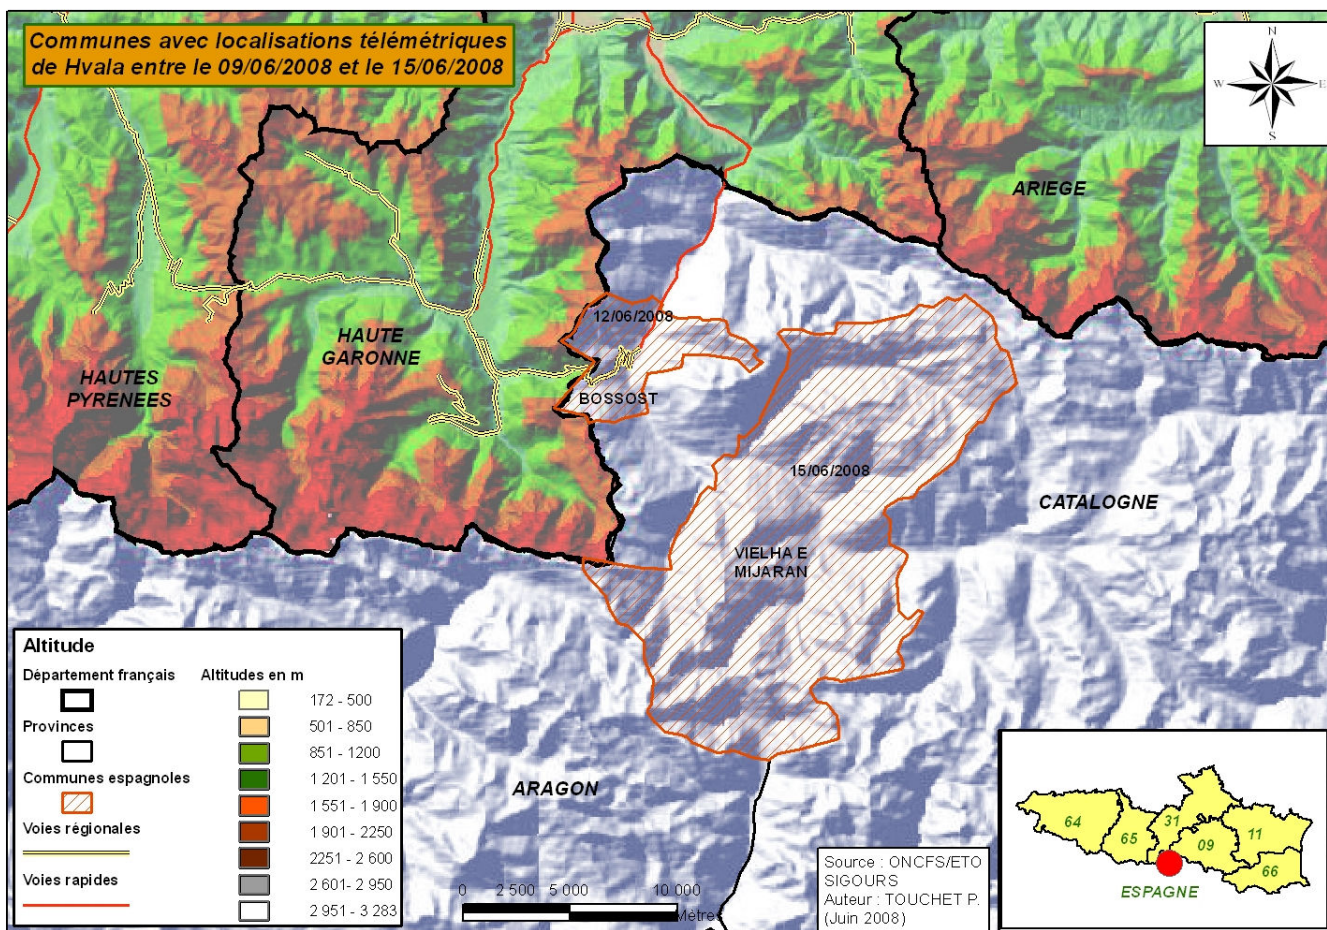 Communes avec localisations télémétriques
de Hvala entre le 09/06/2008 et le 15/06/2008
N
W
E
S
ARIEGE
12/06/2008
HAUTE
GARONNE
HAUTES
PYRENEES
BOSSOST
15/06/2008
CATALOGNE
VIELHA E
MIJARAN
ARAGON
Altitude
Département français
Provinces
Communes espagnoles
Voies régionales
Voies rapides
Altitudes en m
172 - 500
501 - 850
851 - 1200
1 201 - 1 550
1 551 - 1 900
1 901 - 2250
2251 - 2 600
2 601- 2 950
2 951 - 3 283
0 2 500 5 000 10 000
Mètres
Source : ONCFS/ETO
SIGOURS
Auteur : TOUCHET P.
(Juin 2008)
64
65
31
09
11
66
ESPAGNE